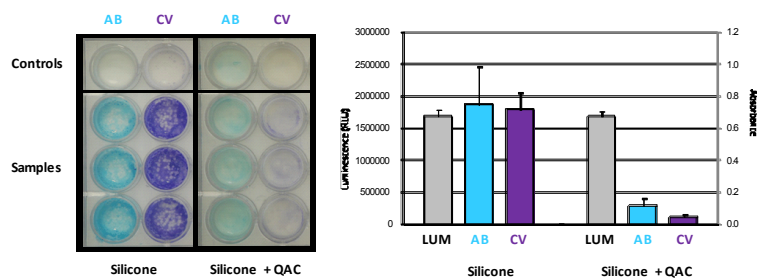 AB CV AB CV
Controls
Samples
Silicone Silicone + QAC
3000000
2500000
2000000
1500000
1000000
500000
0
Luminescence (RLU)
1.2
1.0
0.8
0.6
0.4
0.2
0.0
Absorbance
LUM AB CV LUM AB CV
Silicone Silicone + QAC